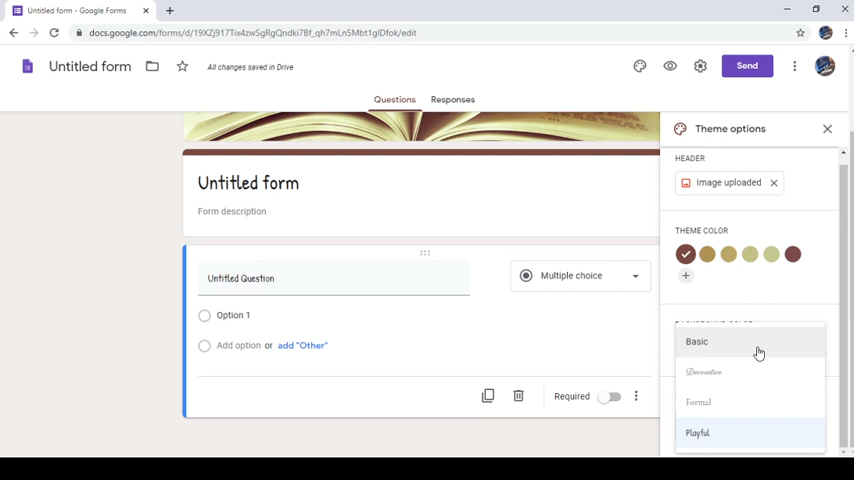 Untitled form - Google Forms
docs.google.com/forms/d/19XZj917Tix4zwSgRgQndki7Bf_qh7mLn5Mbt1glDfok/edit
Untitled form
All changes saved in Drive
Send
Questions
Responses
Theme options
HEADER
Image uploaded
THEME COLOR
Untitled form
Form description
Untitled Question
Multiple choice
Option 1
Add option or add "Other"
Required
Basic
Decorative
Formal
Playful